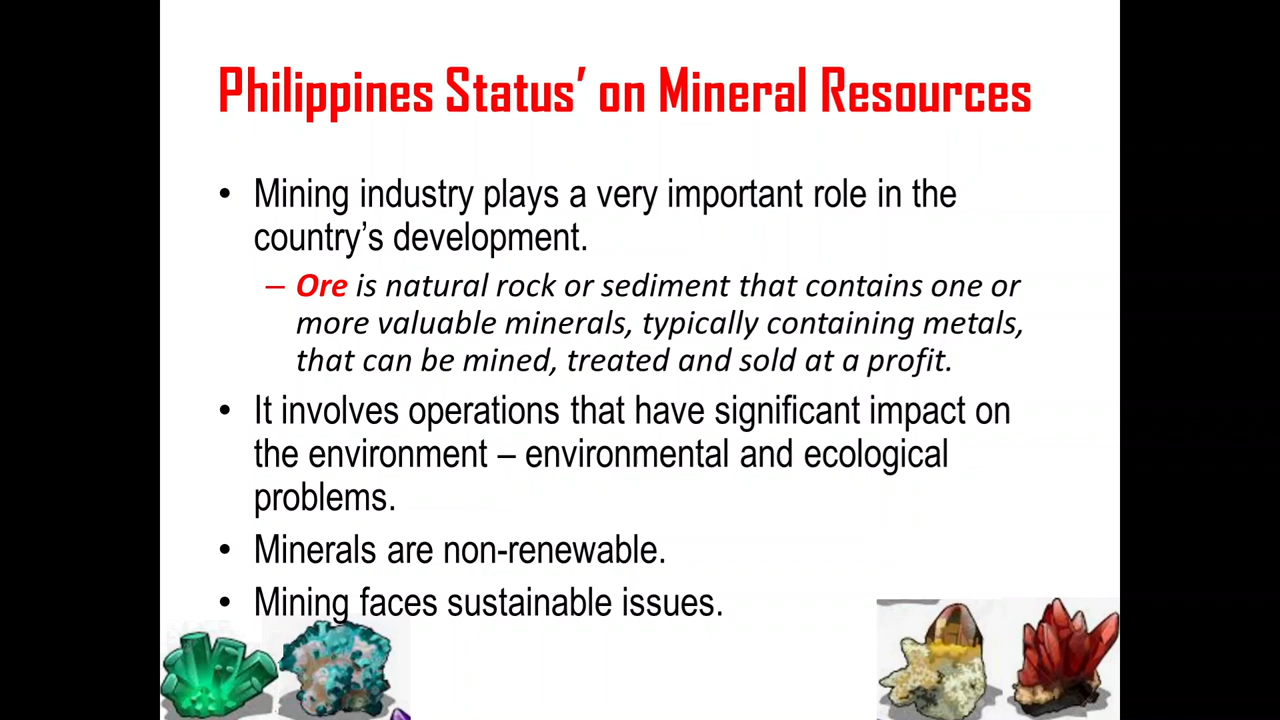 Philippines Status’ on Mineral Resources
• Mining industry plays a very important role in the
country’s development.
– Ore is natural rock or sediment that contains one or
more valuable minerals, typically containing metals,
that can be mined, treated and sold at a profit.
• It involves operations that have significant impact on
the environment – environmental and ecological
problems.
• Minerals are non-renewable.
• Mining faces sustainable issues.